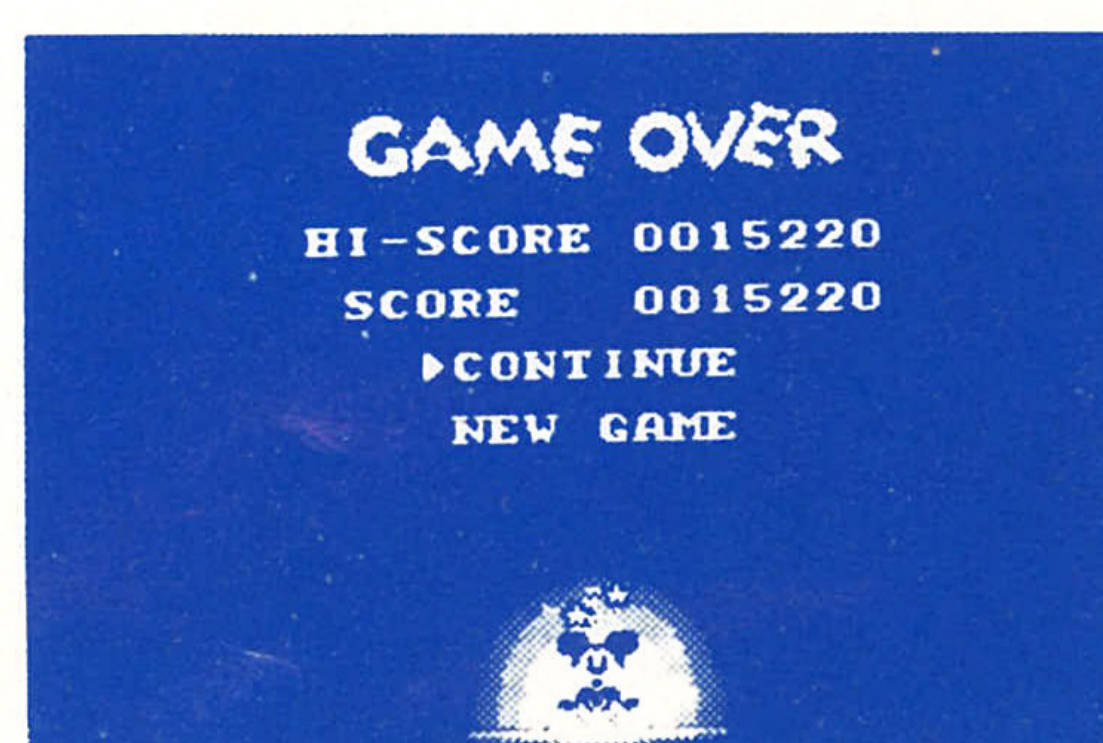 GAME OVER
HI-SCORE 0015220
SCORE 0015220
▶CONTINUE
NEW GAME